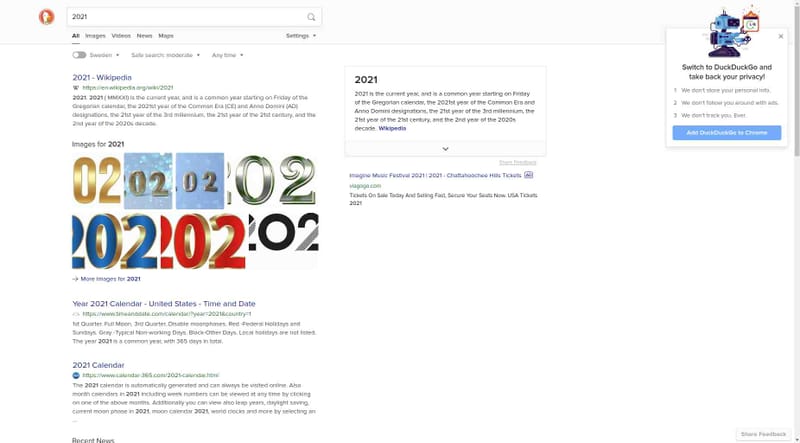 2021
All Images Videos News Maps Settings
Sweden Safe search: moderate Any time
2021 - Wikipedia
W https://en.wikipedia.org/wiki/2021
2021. 2021 ( MMXXI) is the current year, and is a common year starting on Friday
of the Gregorian calendar, the 2021st year of the Common Era (CE) and Anno Domini (AD)
designations, the 21st year of the 3rd millennium, the 21st year of the 21st century, and the
2nd year of the 2020s decade.
Images for 2021
02
202
202
202
202
202
202
More Images for 2021
Year 2021 Calendar - United States - Time and Date
https://www.timeanddate.com/calendar/?year=2021&country=1
1st Quarter. Full Moon. 3rd Quarter. Disable moonphases. Red -Federal Holidays and
Sundays. Gray -Typical Non-working Days. Black-Other Days. Local holidays are not listed.
The year 2021 is a common year, with 365 days in total.
2021 Calendar
https://www.calendar-365.com/2021-calendar.html
The 2021 calendar is automatically generated and can always be visited online. Also
month calendars in 2021 including week numbers can be viewed at any time by clicking
on one of the above months. Additionally you can view also leap years, daylight saving,
current moon phase in 2021, moon calendar 2021, world clocks and more by selecting an
...
Recent News
2021
2021 is the current year, and is a common year starting on Friday of
the Gregorian calendar, the 2021st year of the Common Era and
Anno Domini designations, the 21st year of the 3rd millennium, the
21st year of the 21st century, and the 2nd year of the 2020s
decade. Wikipedia
Share Feedback
Imagine Music Festival 2021 | 2021 - Chattahoochee Hills Tickets Ad
viagogo.com
Tickets On Sale Today And Selling Fast, Secure Your Seats Now. USA Tickets
2021
Switch to DuckDuckGo and
take back your privacy!
1 We don't store your personal info.
2 We don't follow you around with ads.
3 We don't track you. Ever.
Add DuckDuckGo to Chrome
Share Feedback